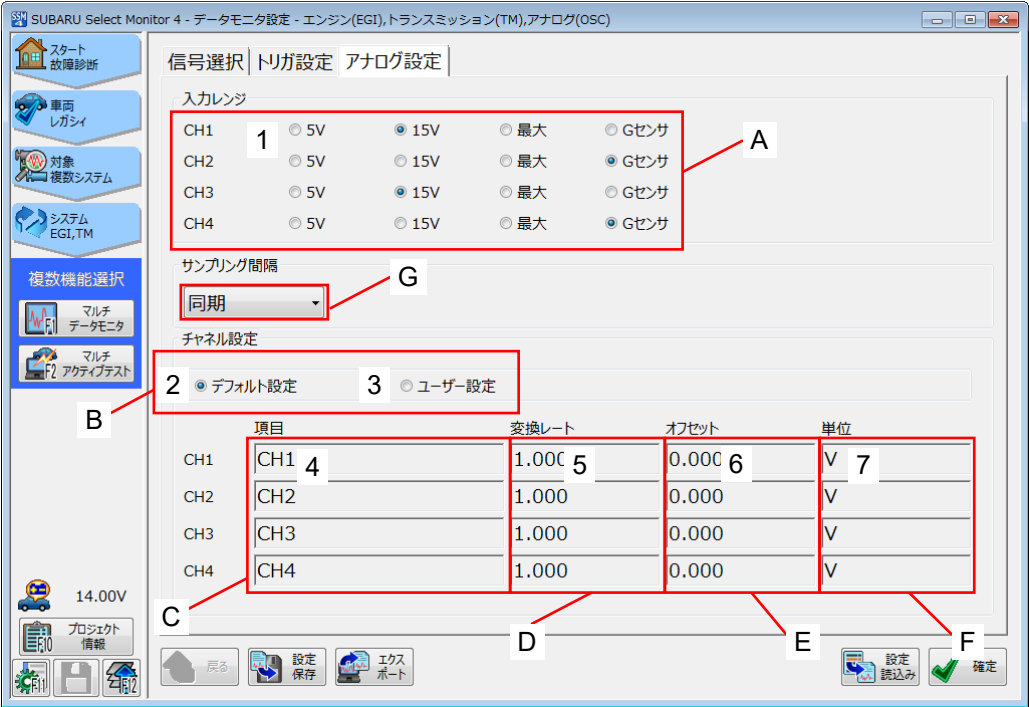 SUBARU Select Monitor 4 - データモニタ設定 - エンジン(EGI),トランスミッション(TM),アナログ(OSC)
スタート
故障診断
車両
レガシィ
対象
複数システム
システム
EGI,TM
複数機能選択
F1 マルチ
データモニタ
F2 マルチ
アクティブテスト
14.00V
F10 プロジェクト
情報
F11 F12
信号選択 トリガ設定 アナログ設定
入力レンジ
CH1 1 5V 15V 最大 Gセンサ A
CH2 5V 15V 最大 Gセンサ
CH3 5V 15V 最大 Gセンサ
CH4 5V 15V 最大 Gセンサ
サンプリング間隔
同期 G
チャネル設定
B 2 デフォルト設定 3 ユーザー設定
項目 変換レート オフセット 単位
CH1 CH1 4 1.000 5 0.000 6 V 7
CH2 CH2 1.000 0.000 V
CH3 CH3 1.000 0.000 V
CH4 CH4 1.000 0.000 V
C D E F
戻る 設定
保存 エクス
ポート 設定
読込み 確定